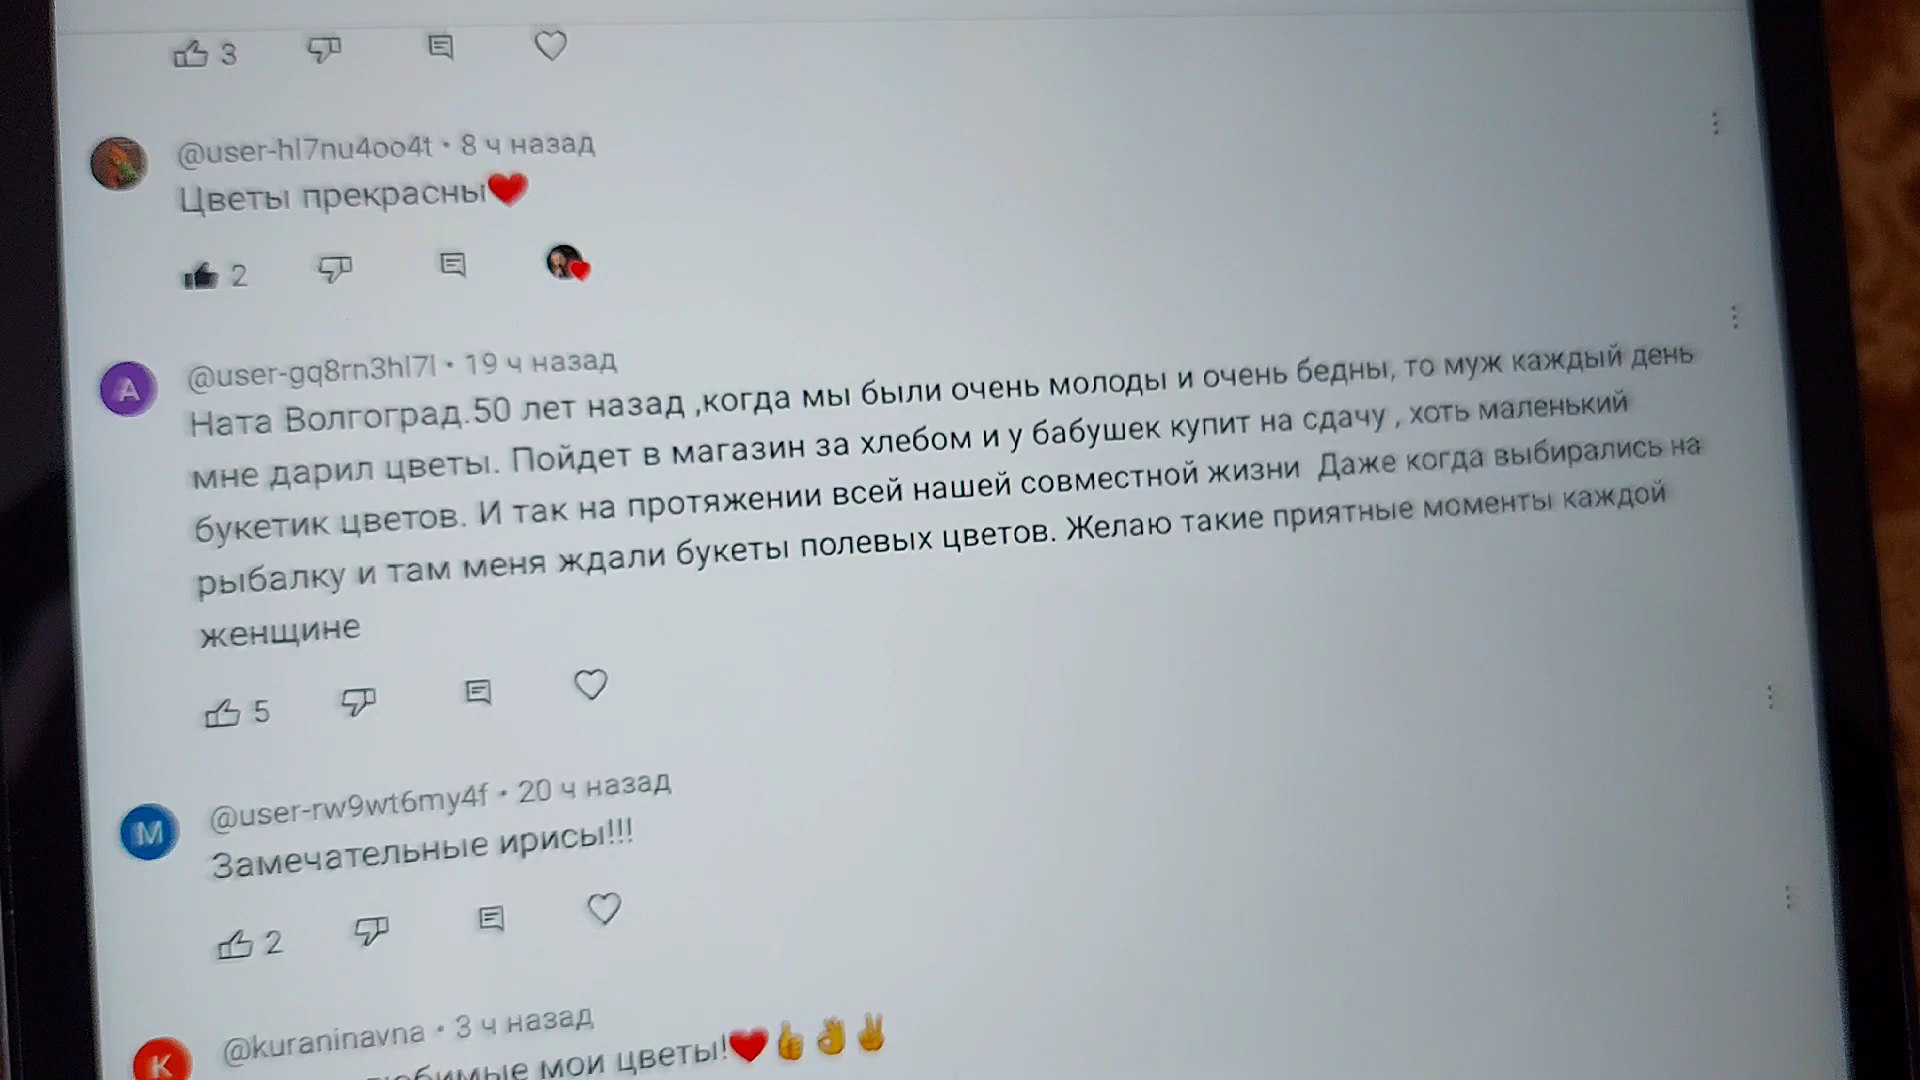 3
@user-hl7nu4oo4t • 8 ч назад
Цветы прекрасны❤️
2
A
@user-gq8rn3hl7l • 19 ч назад
Ната Волгоград.50 лет назад ,когда мы были очень молоды и очень бедны, то муж каждый день
мне дарил цветы. Пойдет в магазин за хлебом и у бабушек купит на сдачу , хоть маленький
букетик цветов. И так на протяжении всей нашей совместной жизни Даже когда выбирались на
рыбалку и там меня ждали букеты полевых цветов. Желаю такие приятные моменты каждой
женщине
5
M
@user-rw9wt6my4f • 20 ч назад
Замечательные ирисы!!!
2
K
@kuraninavna • 3 ч назад
мои цветы!❤️👍👌✌️